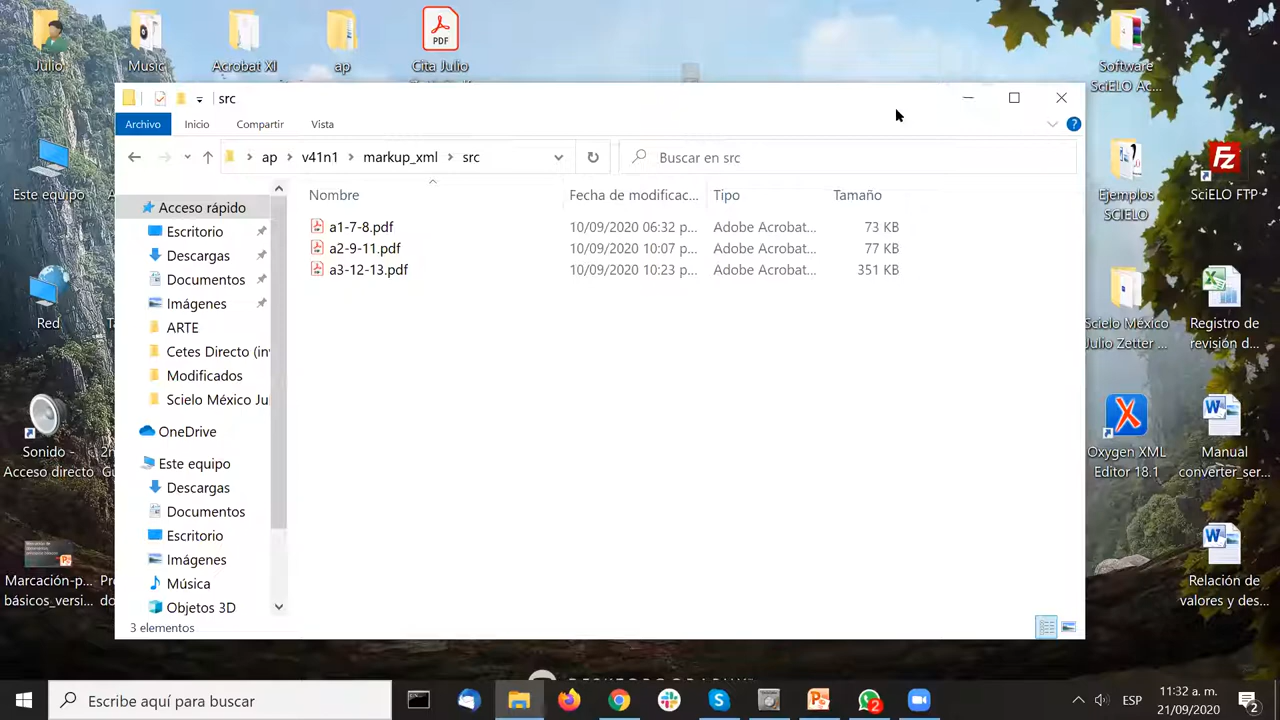 Julio
Music
Acrobat XI
ap
PDF
Cita Julio
Software
SciELO Ac...
src
Archivo
Inicio
Compartir
Vista
ap
v41n1
markup_xml
src
Buscar en src
Este equipo
Ejemplos
SCIELO
SciELO FTP
Nombre
Fecha de modificac...
Tipo
Tamaño
Acceso rápido
Escritorio
Descargas
Documentos
Imágenes
ARTE
Cetes Directo (in
Modificados
Scielo México Ju
OneDrive
Este equipo
Descargas
Documentos
Escritorio
Imágenes
Música
Objetos 3D
a1-7-8.pdf 10/09/2020 06:32 p... Adobe Acrobat... 73 KB
a2-9-11.pdf 10/09/2020 10:07 p... Adobe Acrobat... 77 KB
a3-12-13.pdf 10/09/2020 10:23 p... Adobe Acrobat... 351 KB
3 elementos
Red
Scielo México
Julio Zetter ...
Registro de
revisión d...
Sonido -
Acceso directo
Oxygen XML
Editor 18.1
Manual
converter_ser...
Marcación-p...
básicos_versi...
Relación de
valores y des...
Escribe aquí para buscar
ESP
11:32 a. m.
21/09/2020
2
2